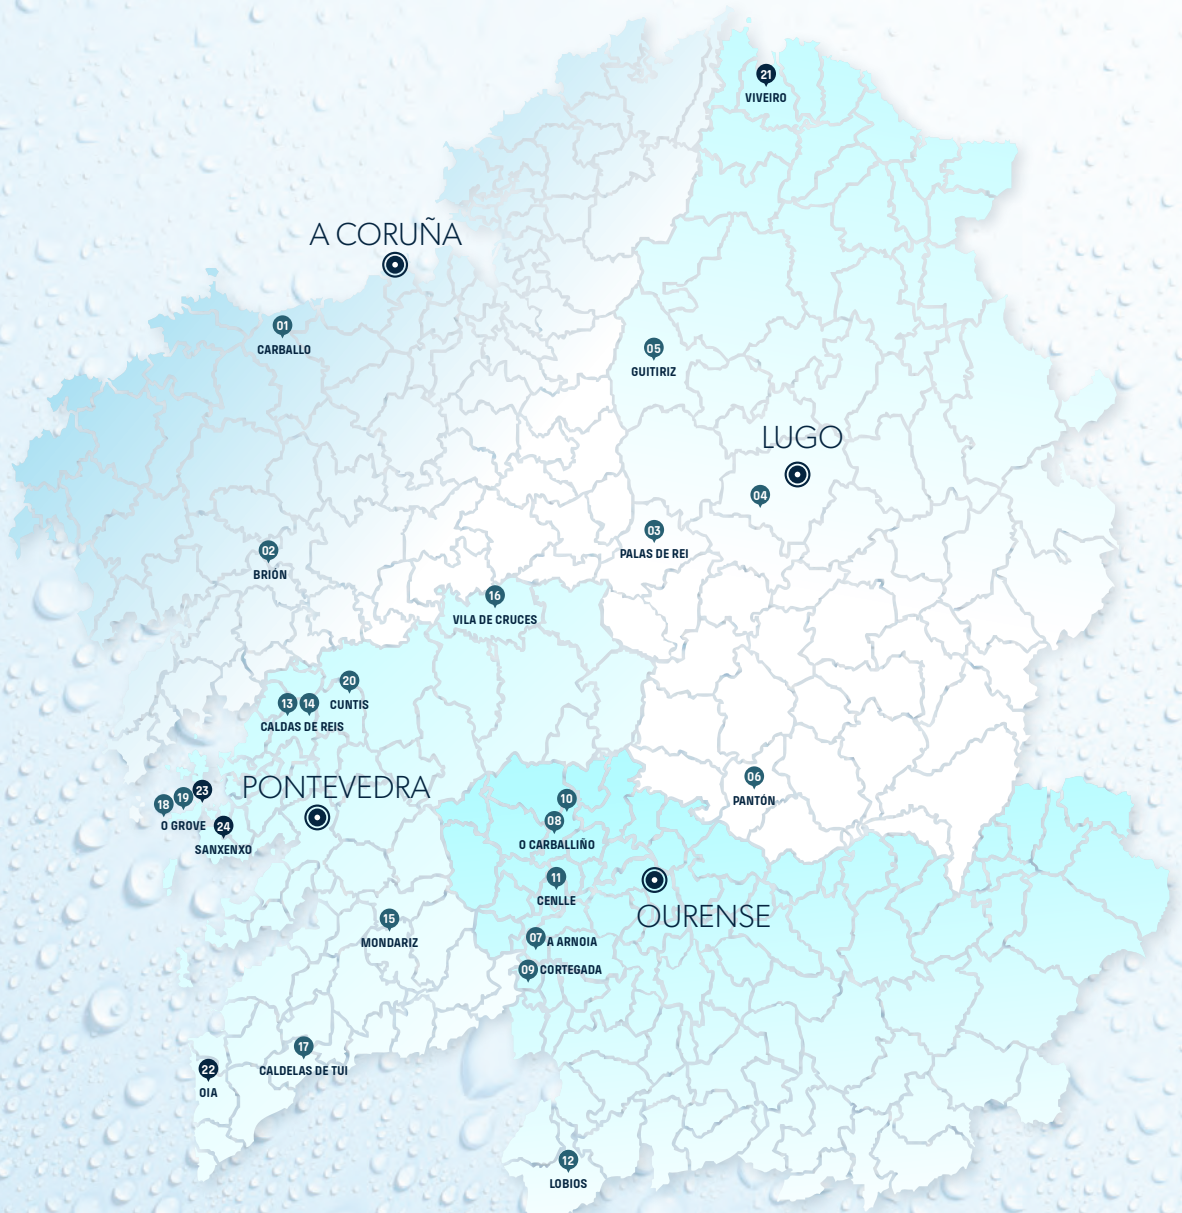 21
VIVEIRO
A CORUÑA
01
CARBALLO
05
GUITIRIZ
LUGO
04
03
PALAS DE REI
02
BRIÓN
16
VILA DE CRUCES
20
CUNTIS
13 14
CALDAS DE REIS
PONTEVEDRA
18 19 23
O GROVE
24
SANXENXO
06
PANTÓN
10
08
O CARBALLIÑO
11
CENLLE
OURENSE
15
MONDARIZ
07 A ARNOIA
09 CORTEGADA
17
CALDELAS DE TUI
22
OIA
12
LOBIOS